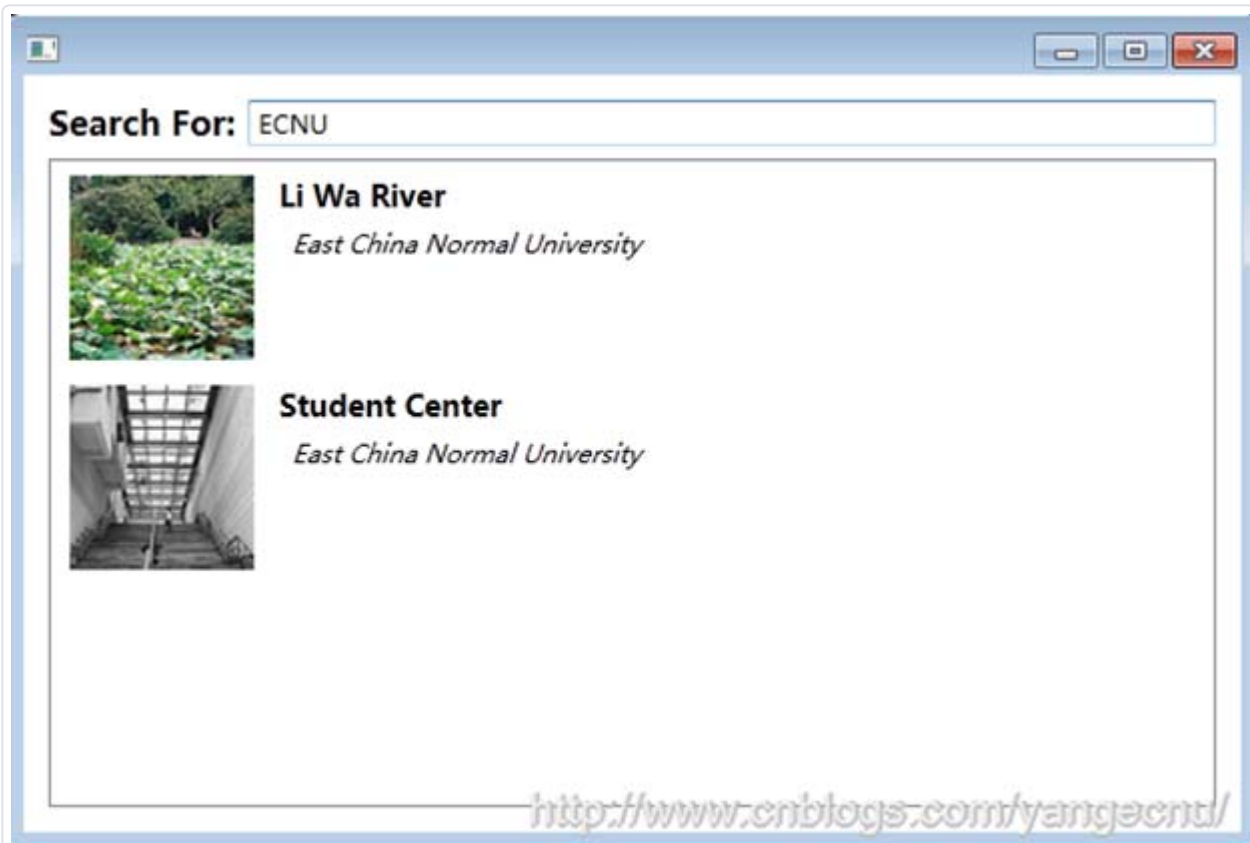 Search For: ECNU
Li Wa River
East China Normal University
Student Center
East China Normal University
http://www.cnblogs.com/yangecnu/